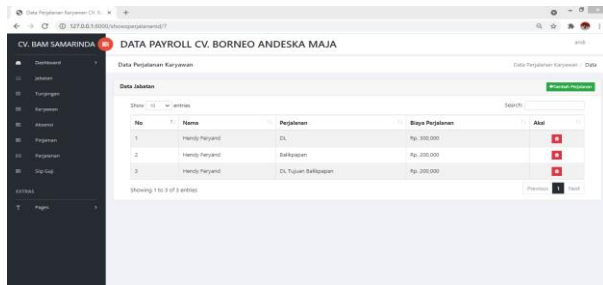 Data Perjalanan Karyawan CV. B
127.0.0.1:8000/showopperjalananid/7
CV. BAM SAMARINDA
DATA PAYROLL CV. BORNEO ANDESKA MAJA
Dashboard
Jabatan
Tunjangan
Karyawan
Absensi
Pinjaman
Perjalanan
Slip Gaji
EXTRAS
Pages
Data Perjalanan Karyawan
Data Perjalanan Karyawan / Data
Data Jabatan
+Tambah Perjalanan
Show 10 entries
Search:
No Nama Perjalanan Biaya Perjalanan Aksi
1 Hendy Feryand DL Rp. 200,000
2 Hendy Feryand Balikpapan Rp. 200,000
3 Hendy Feryand DL Tujuan Balikpapan Rp. 200,000
Showing 1 to 3 of 3 entries
Previous 1 Next